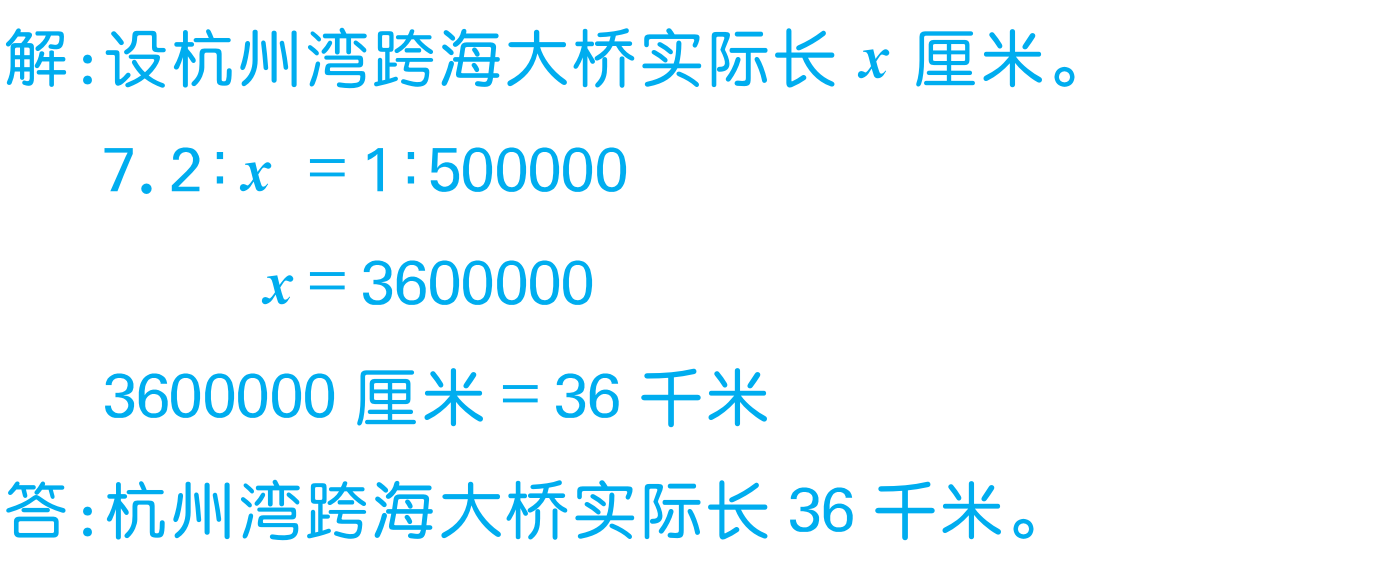 解:设杭州湾跨海大桥实际长 x 厘米。
7.2∶x = 1∶500000
x = 3600000
3600000 厘米 = 36 千米
答:杭州湾跨海大桥实际长 36 千米。